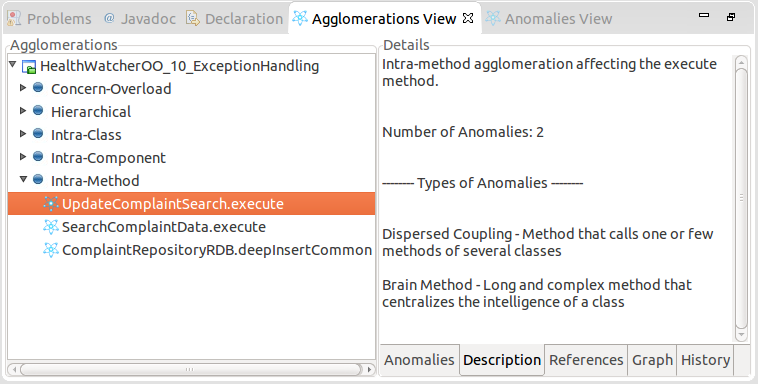 Problems @ Javadoc Declaration Agglomerations View Anomalies View
Agglomerations
HealthWatcherOO_10_ExceptionHandling
Concern-Overload
Hierarchical
Intra-Class
Intra-Component
Intra-Method
UpdateComplaintSearch.execute
SearchComplaintData.execute
ComplaintRepositoryRDB.deepInsertCommon
Details
Intra-method agglomeration affecting the execute
method.
Number of Anomalies: 2
-------- Types of Anomalies --------
Dispersed Coupling - Method that calls one or few
methods of several classes
Brain Method - Long and complex method that
centralizes the intelligence of a class
Anomalies Description References Graph History